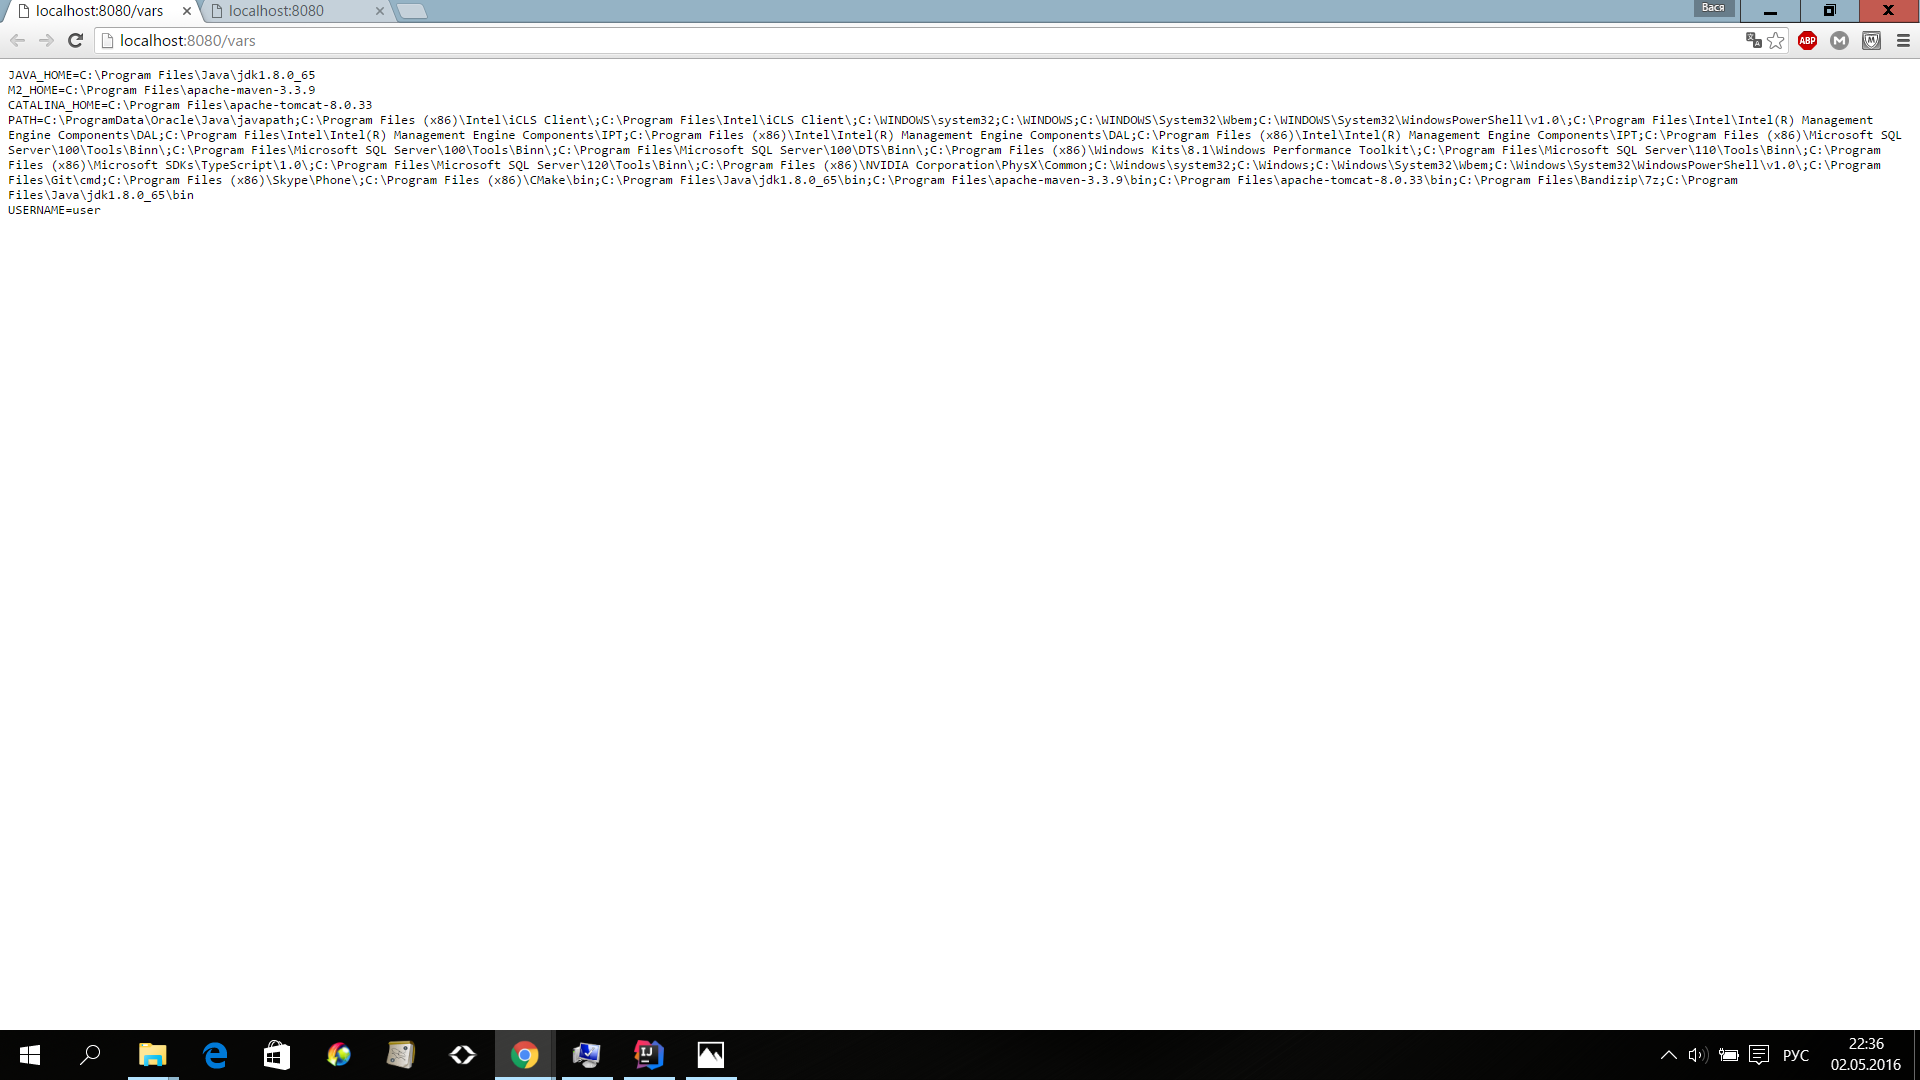 localhost:8080/vars
localhost:8080
Вася
localhost:8080/vars
ABP
M
JAVA_HOME=C:\Program Files\Java\jdk1.8.0_65
M2_HOME=C:\Program Files\apache-maven-3.3.9
CATALINA_HOME=C:\Program Files\apache-tomcat-8.0.33
PATH=C:\ProgramData\Oracle\Java\javapath;C:\Program Files (x86)\Intel\iCLS Client\;C:\Program Files\Intel\iCLS Client\;C:\WINDOWS\system32;C:\WINDOWS;C:\WINDOWS\System32\Wbem;C:\WINDOWS\System32\WindowsPowerShell\v1.0\;C:\Program Files\Intel\Intel(R) Management
Engine Components\DAL;C:\Program Files\Intel\Intel(R) Management Engine Components\IPT;C:\Program Files (x86)\Intel\Intel(R) Management Engine Components\DAL;C:\Program Files (x86)\Intel\Intel(R) Management Engine Components\IPT;C:\Program Files (x86)\Microsoft SQL
Server\100\Tools\Binn\;C:\Program Files\Microsoft SQL Server\100\Tools\Binn\;C:\Program Files\Microsoft SQL Server\100\DTS\Binn\;C:\Program Files (x86)\Windows Kits\8.1\Windows Performance Toolkit\;C:\Program Files\Microsoft SQL Server\110\Tools\Binn\;C:\Program
Files (x86)\Microsoft SDKs\TypeScript\1.0\;C:\Program Files\Microsoft SQL Server\120\Tools\Binn\;C:\Program Files (x86)\NVIDIA Corporation\PhysX\Common;C:\Windows\system32;C:\Windows;C:\Windows\System32\Wbem;C:\Windows\System32\WindowsPowerShell\v1.0\;C:\Program
Files\Git\cmd;C:\Program Files (x86)\Skype\Phone\;C:\Program Files (x86)\CMake\bin;C:\Program Files\Java\jdk1.8.0_65\bin;C:\Program Files\apache-maven-3.3.9\bin;C:\Program Files\apache-tomcat-8.0.33\bin;C:\Program Files\Bandizip\7z;C:\Program
Files\Java\jdk1.8.0_65\bin
USERNAME=user
IJ
РУС
22:36
02.05.2016